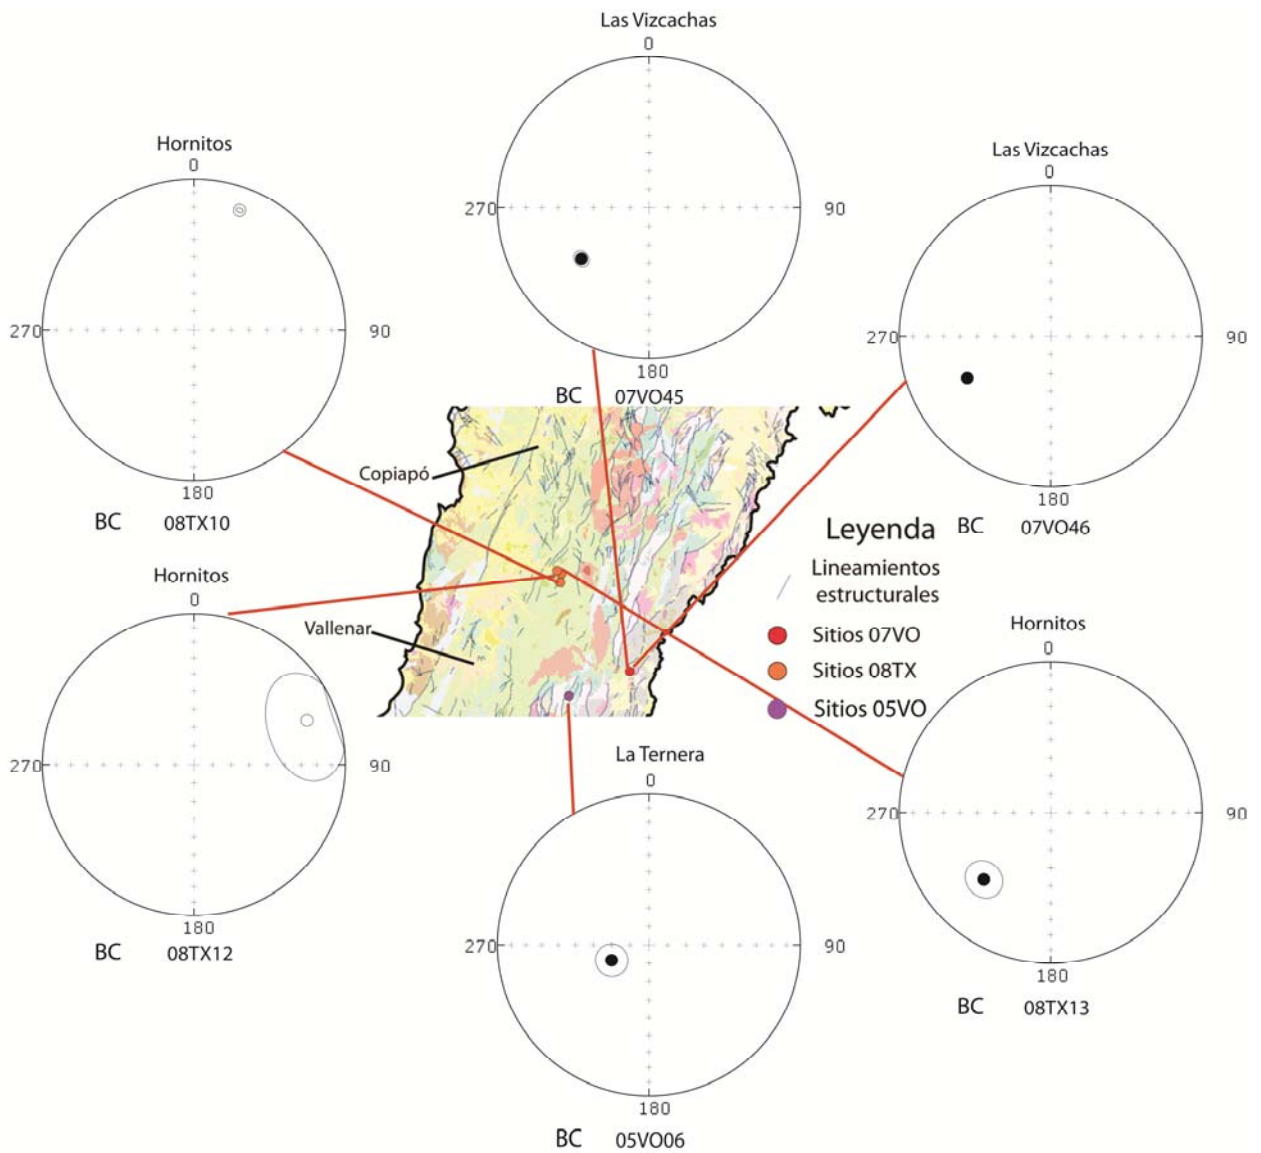 Las Vizcachas
0
270
90
180
BC 07VO45
Hornitos
0
270
90
180
BC 08TX10
Las Vizcachas
0
270
90
180
BC 07VO46
Copiapó
Vallenar
Leyenda
Lineamientos
estructurales
Sitios 07VO
Sitios 08TX
Sitios 05VO
Hornitos
0
270
90
180
BC 08TX12
La Ternera
0
270
90
180
BC 05VO06
Hornitos
0
270
90
180
BC 08TX13